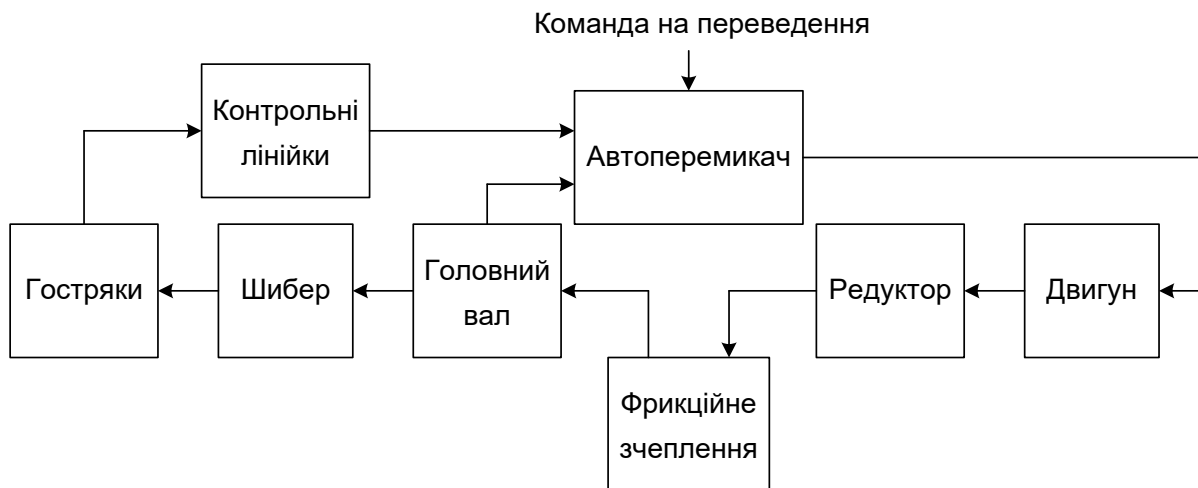 Команда на переведення
Контрольні
лінійки
Автоперемикач
Гостряки
Шибер
Головний
вал
Редуктор
Двигун
Фрикційне
зчеплення